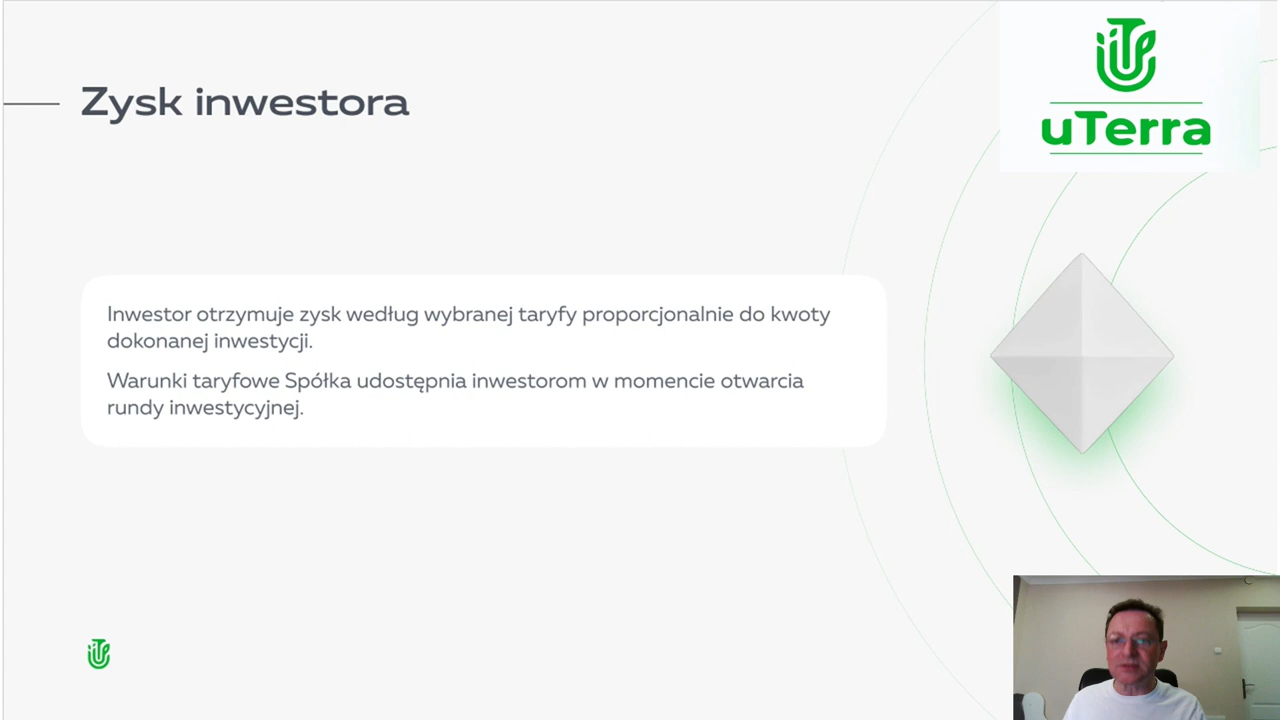 Zysk inwestora
uTerra
Inwestor otrzymuje zysk według wybranej taryfy proporcjonalnie do kwoty
dokonanej inwestycji.
Warunki taryfowe Spółka udostępnia inwestorom w momencie otwarcia
rundy inwestycyjnej.